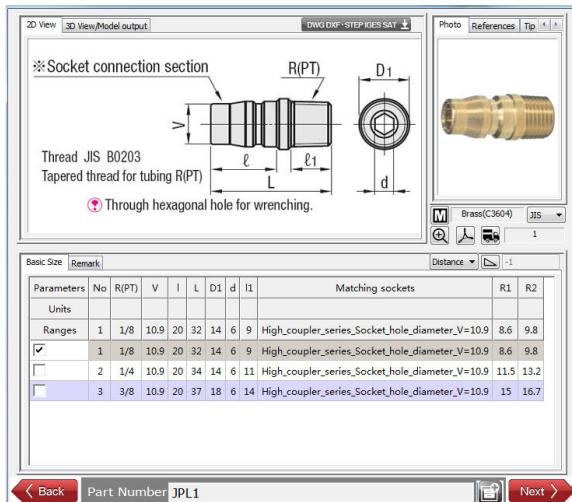 2D View 3D View/Model output DWG DXF·STEP IGES SAT
Photo References Tip
※Socket connection section
R(PT)
D1
V
Thread JIS B0203
Tapered thread for tubing R(PT)
ℓ
ℓ1
L
d
Through hexagonal hole for wrenching.
M Brass(C3604) JIS
1
Basic Size Remark Distance -1
Parameters No R(PT) V l L D1 d l1 Matching sockets R1 R2
Units
Ranges 1 1/8 10.9 20 32 14 6 9 High_coupler_series_Socket_hole_diameter_V=10.9 8.6 9.8
1 1/8 10.9 20 32 14 6 9 High_coupler_series_Socket_hole_diameter_V=10.9 8.6 9.8
2 1/4 10.9 20 34 14 6 11 High_coupler_series_Socket_hole_diameter_V=10.9 11.5 13.2
3 3/8 10.9 20 37 18 6 14 High_coupler_series_Socket_hole_diameter_V=10.9 15 16.7
Back Part Number JPL1 Next